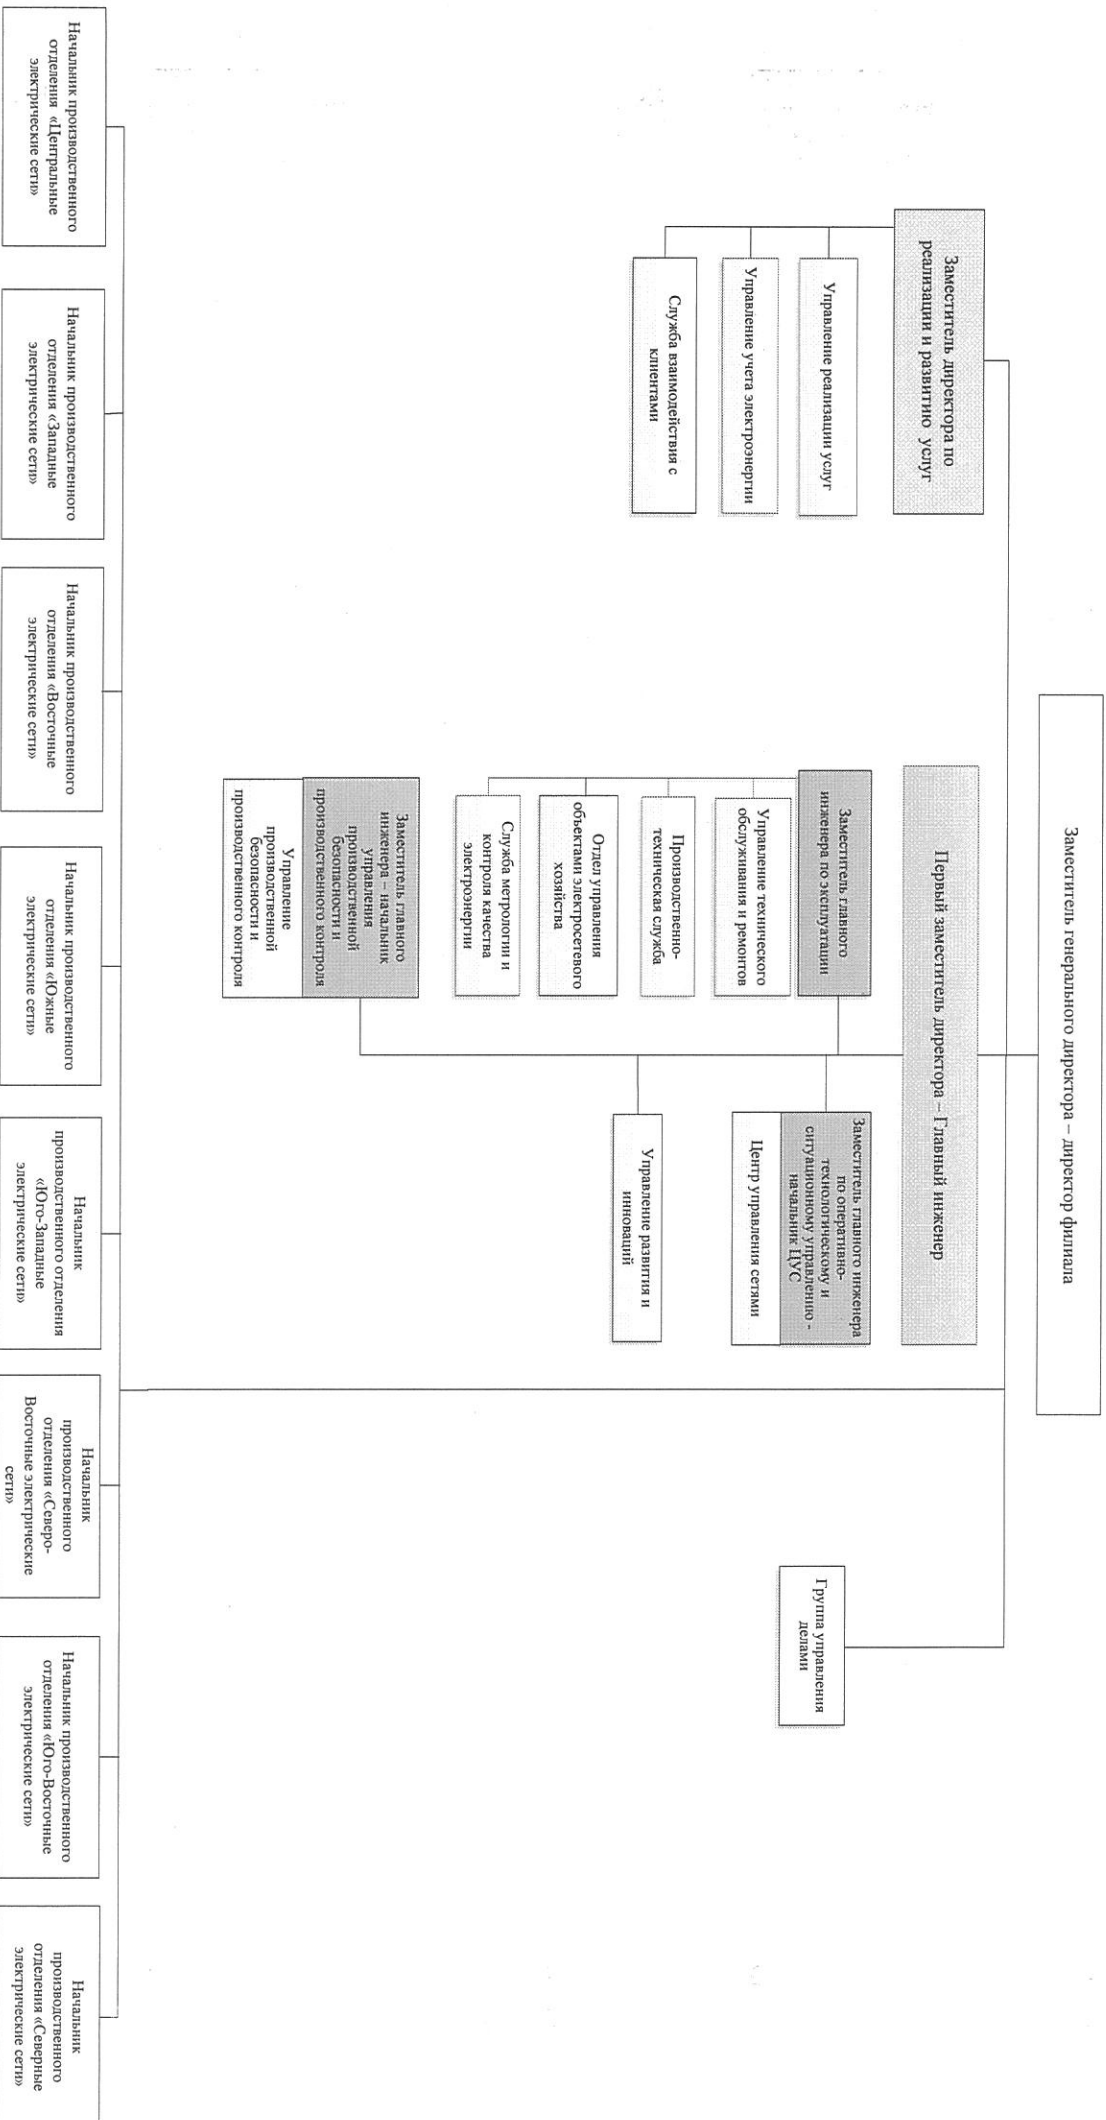 Заместитель генерального директора – директор филиала
Заместитель директора по
реализации и развитию услуг
Управление реализации услуг
Управление учета электроэнергии
Служба взаимодействия с
клиентами
Первый заместитель директора – Главный инженер
Заместитель главного
инженера по эксплуатации
Управление технического
обслуживания и ремонтов
Производственно-
техническая служба
Отдел управления
объектами электросетевого
хозяйства
Служба метрологии и
контроля качества
электроэнергии
Заместитель главного
инженера – начальник
управления
производственной
безопасности и
производственного контроля
Управление
производственной
безопасности и
производственного контроля
Заместитель главного инженера
по оперативно-
технологическому и
ситуационному управлению -
начальник ЦУС
Центр управления сетями
Управление развития и
инноваций
Группа управления
делами
Начальник производственного
отделения «Центральные
электрические сети»
Начальник производственного
отделения «Западные
электрические сети»
Начальник производственного
отделения «Восточные
электрические сети»
Начальник производственного
отделения «Южные
электрические сети»
Начальник
производственного отделения
«Юго-Западные
электрические сети»
Начальник
производственного
отделения «Северо-
Восточные электрические
сети»
Начальник производственного
отделения «Юго-Восточные
электрические сети»
Начальник
производственного
отделения «Северные
электрические сети»